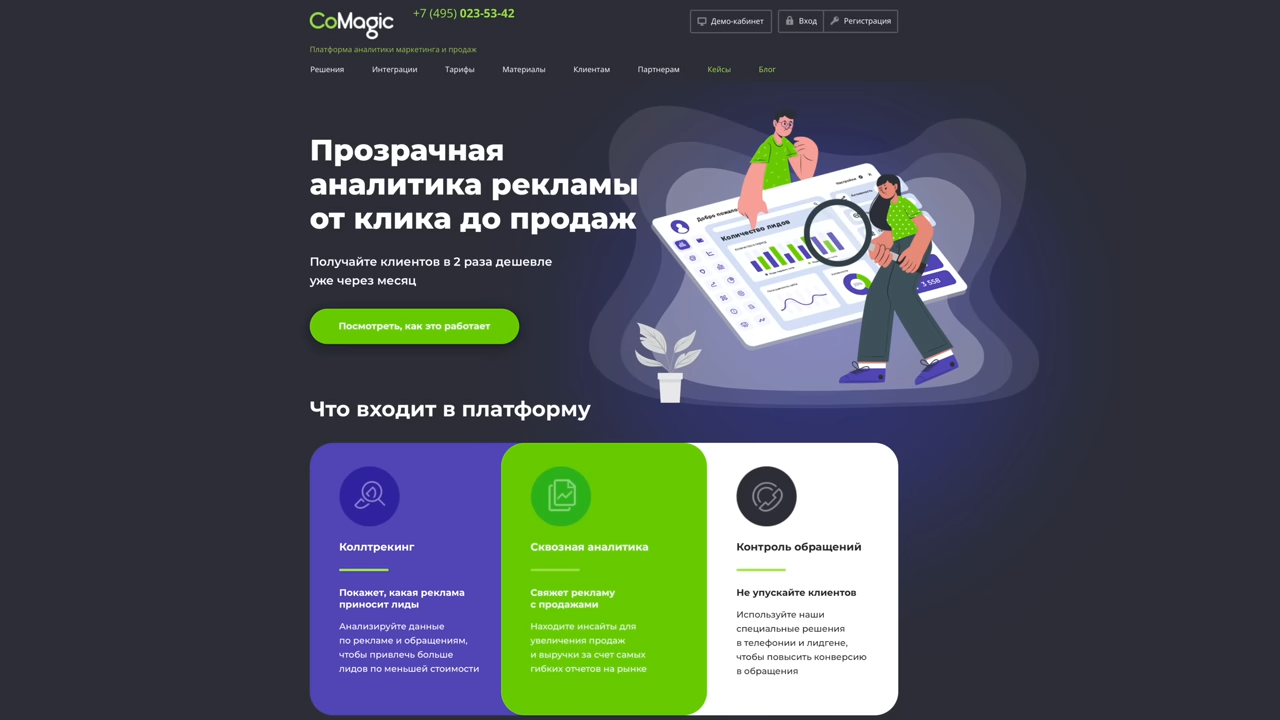 CoMagic
+7 (495) 023-53-42
Демо-кабинет
Вход
Регистрация
Платформа аналитики маркетинга и продаж
Решения
Интеграции
Тарифы
Материалы
Клиентам
Партнерам
Кейсы
Блог
Прозрачная
аналитика рекламы
от клика до продаж
Получайте клиентов в 2 раза дешевле
уже через месяц
Посмотреть, как это работает
Настройки
Добро
Количество лидов
3 558
Что входит в платформу
Коллтрекинг
Покажет, какая реклама
приносит лиды
Анализируйте данные
по рекламе и обращениям,
чтобы привлечь больше
лидов по меньшей стоимости
Сквозная аналитика
Свяжет рекламу
с продажами
Находите инсайты для
увеличения продаж
и выручки за счет самых
гибких отчетов на рынке
Контроль обращений
Не упускайте клиентов
Используйте наши
специальные решения
в телефонии и лидгене,
чтобы повысить конверсию
в обращения